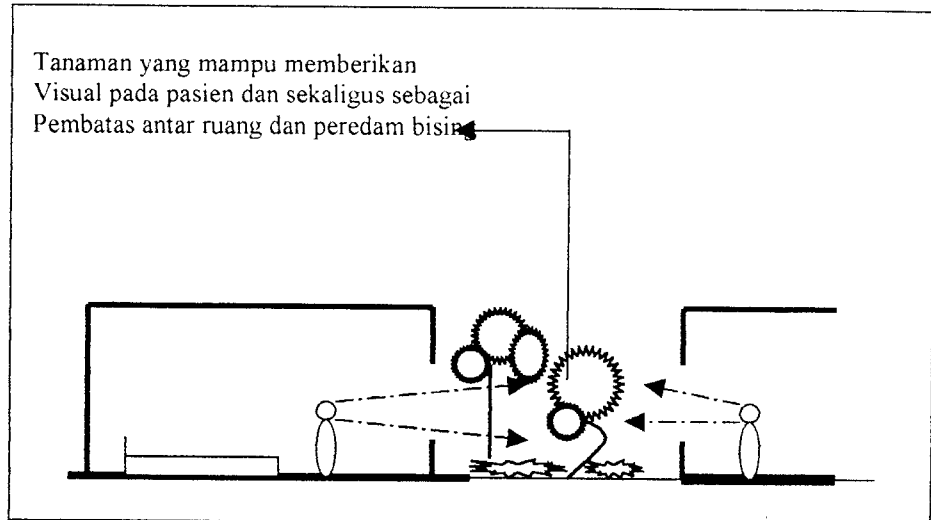 Tanaman yang mampu memberikan
Visual pada pasien dan sekaligus sebagai
Pembatas antar ruang dan peredam bising